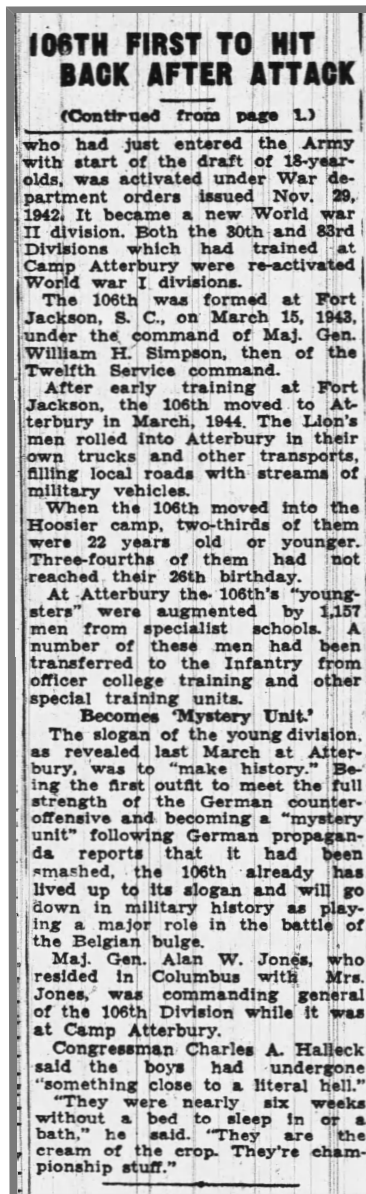 106TH FIRST TO HIT
BACK AFTER ATTACK
(Continued from page 1.)
who had just entered the Army
with start of the draft of 18-year-
olds, was activated under War de-
partment orders issued Nov. 29,
1942. It became a new World war
II division. Both the 30th and 83rd
Divisions which had trained at
Camp Atterbury were re-activated
World war I divisions.
The 106th was formed at Fort
Jackson, S. C., on March 15, 1943,
under the command of Maj. Gen.
William H. Simpson, then of the
Twelfth Service command.
After early training at Fort
Jackson, the 106th moved to At-
terbury in March, 1944. The Lion's
men rolled into Atterbury in their
own trucks and other transports,
filling local roads with streams of
military vehicles.
When the 106th moved into the
Hoosier camp, two-thirds of them
were 22 years old or younger.
Three-fourths of them had not
reached their 26th birthday.
At Atterbury the 106th's "young-
sters" were augmented by 1,157
men from specialist schools. A
number of these men had been
transferred to the Infantry from
officer college training and other
special training units.
Becomes 'Mystery Unit.'
The slogan of the young division,
as revealed last March at Atter-
bury, was to "make history." Be-
ing the first outfit to meet the full
strength of the German counter-
offensive and becoming a "mystery
unit" following German propagan-
da reports that it had been
smashed, the 106th already has
lived up to its slogan and will go
down in military history as play-
ing a major role in the battle of
the Belgian bulge.
Maj. Gen. Alan W. Jones, who
resided in Columbus with Mrs.
Jones, was commanding general
of the 106th Division while it was
at Camp Atterbury.
Congressman Charles A. Halleck
said the boys had undergone
"something close to a literal hell."
"They were nearly six weeks
without a bed to sleep in or a
bath," he said. "They are the
cream of the crop. They're cham-
pionship stuff."